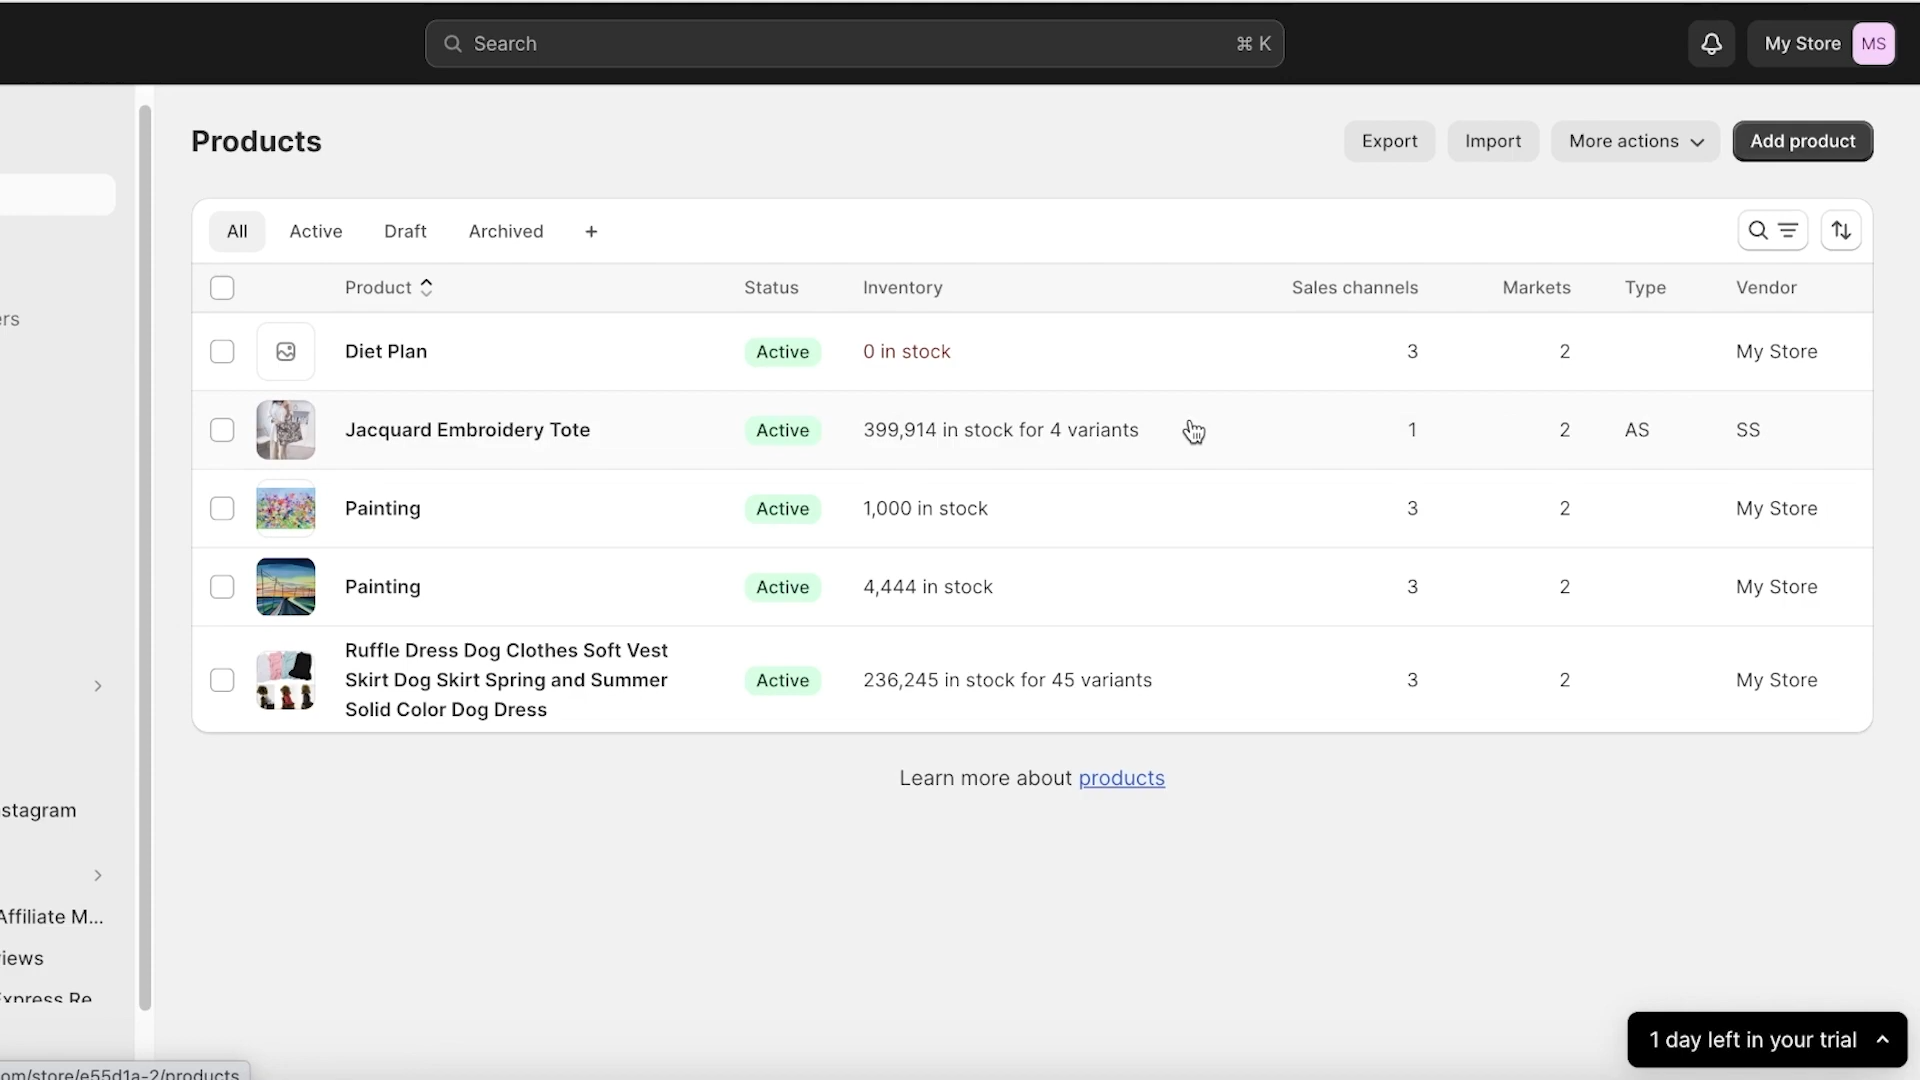 Search
⌘ K
My Store
MS
Products
Export
Import
More actions
Add product
All
Active
Draft
Archived
+
Product
Status
Inventory
Sales channels
Markets
Type
Vendor
Diet Plan
Active
0 in stock
3
2
My Store
Jacquard Embroidery Tote
Active
399,914 in stock for 4 variants
1
2
AS
SS
Painting
Active
1,000 in stock
3
2
My Store
Painting
Active
4,444 in stock
3
2
My Store
Ruffle Dress Dog Clothes Soft Vest
Skirt Dog Skirt Spring and Summer
Solid Color Dog Dress
Active
236,245 in stock for 45 variants
3
2
My Store
Learn more about products
ers
stagram
Affiliate M...
iews
Express Re
om/store/e55d1a-2/products
1 day left in your trial